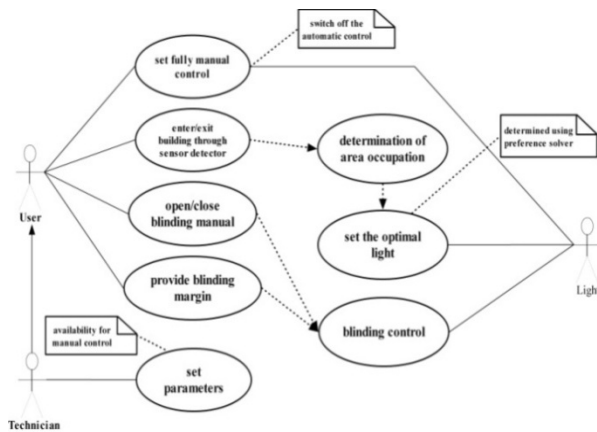 switch off the
automatic control
set fully manual
control
enter/exit
building through
sensor detector
determination of
area occupation
determined using
preference solver
User
open/close
blinding manual
set the optimal
light
Light
provide blinding
margin
blinding control
availability for
manual control
set
parameters
Technician